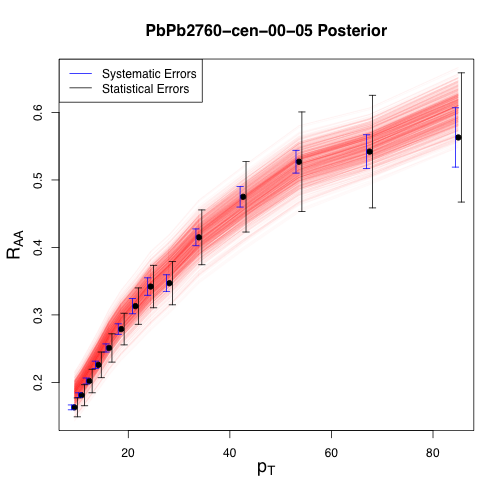 PbPb2760−cen−00−05 Posterior
Systematic Errors
Statistical Errors
0.6
0.5
0.4
0.3
0.2
RAA
20 40 60 80
pT